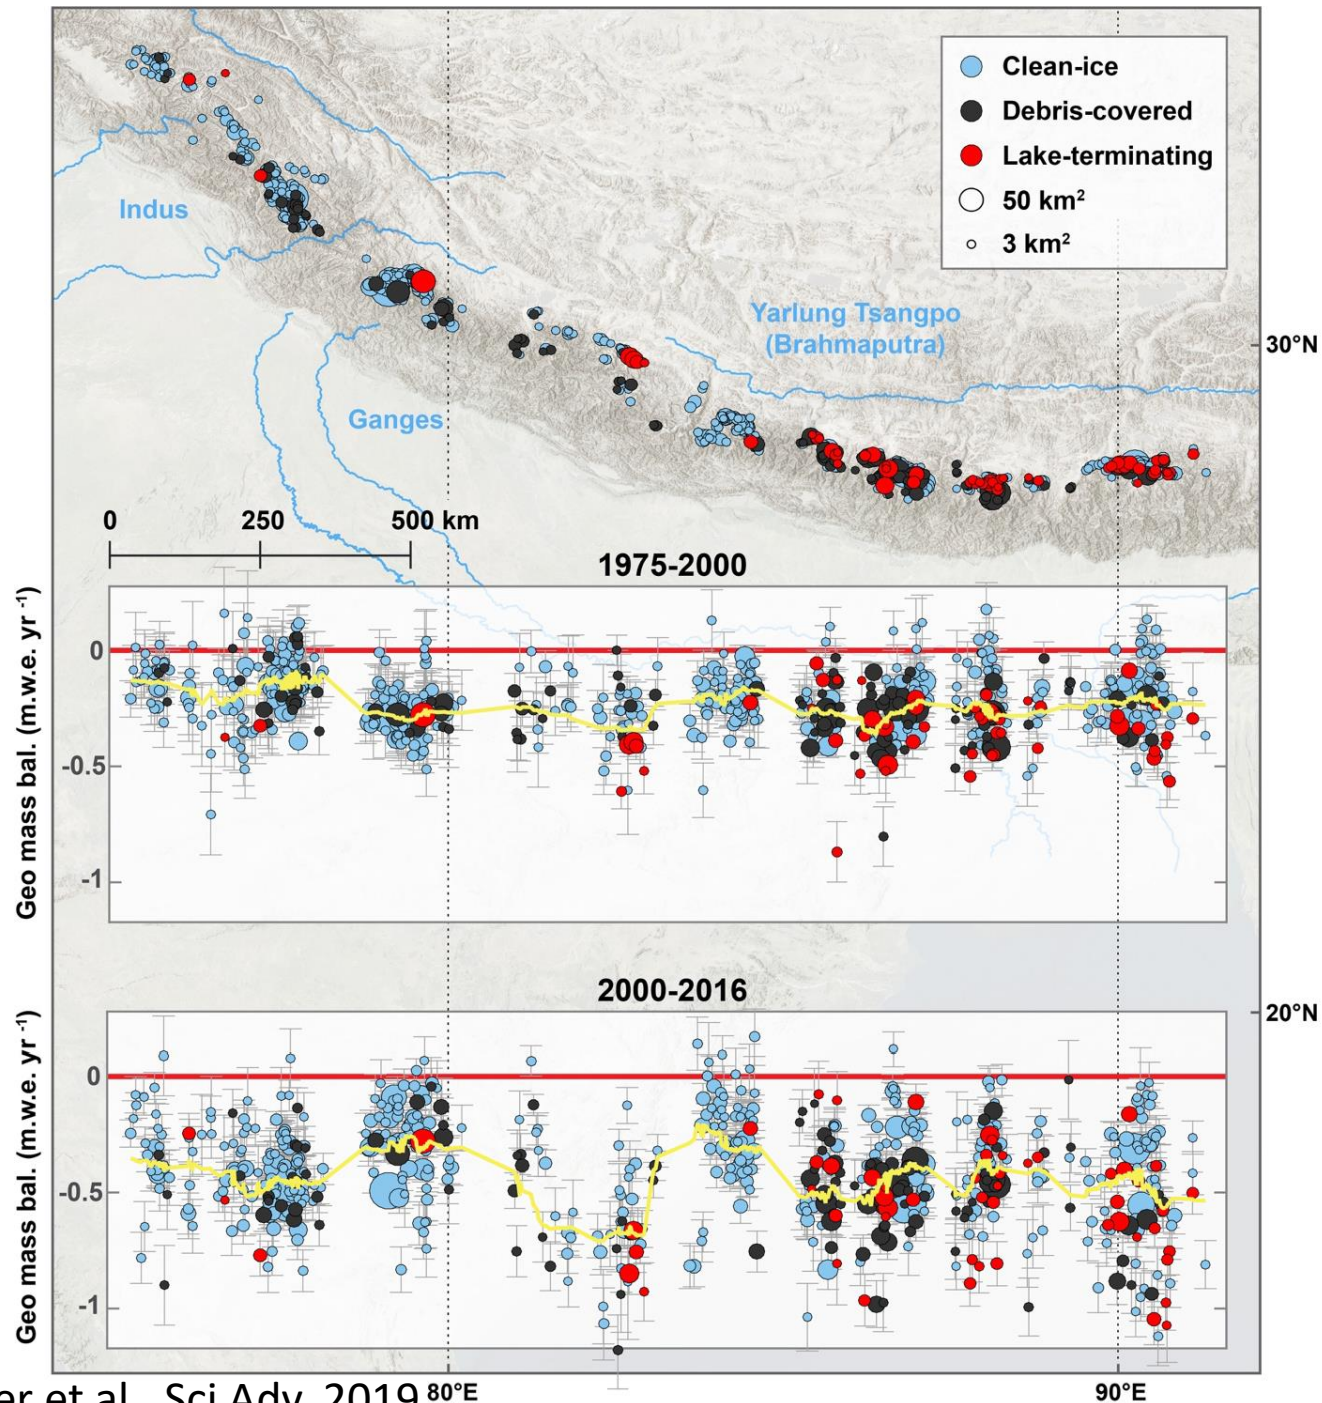 Clean-ice
Debris-covered
Lake-terminating
50 km²
3 km²
Indus
Yarlung Tsangpo
(Brahmaputra)
30°N
Ganges
0 250 500 km
1975-2000
Geo mass bal. (m.w.e. yr ⁻¹)
0
-0.5
-1
2000-2016
20°N
Geo mass bal. (m.w.e. yr ⁻¹)
0
-0.5
-1
et al., Sci Adv, 2019
80°E
90°E